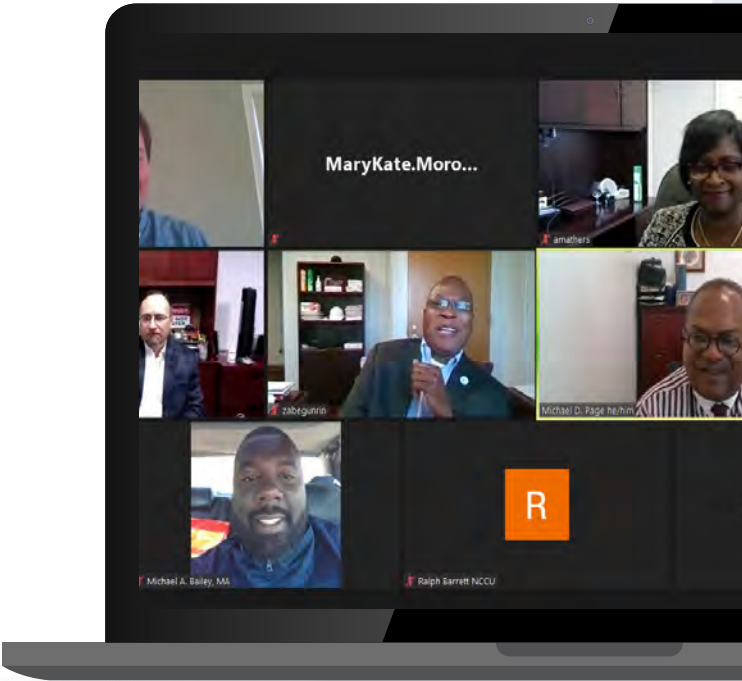 MaryKate.Moro...
amathers
zabegunrin
Michael D. Page he/him
Michael A. Bailey, MA
R
Ralph Barrett NCCU